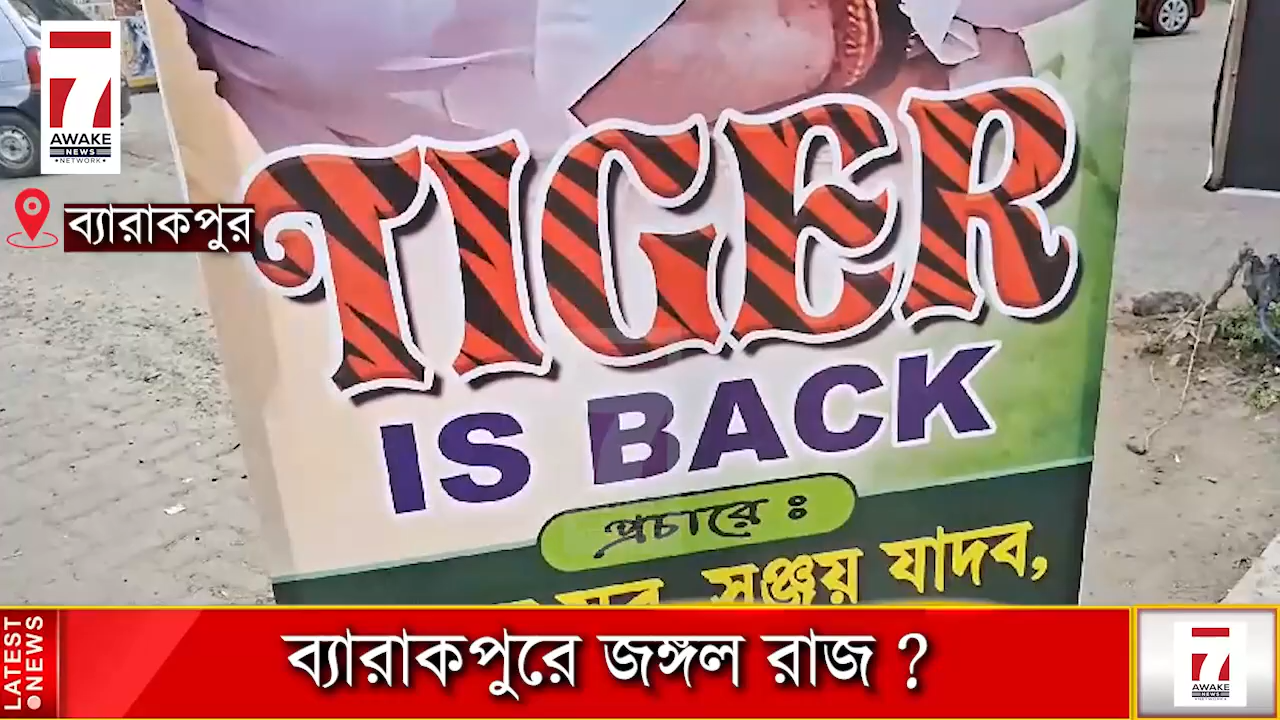 7
AWAKE
NEWS
NETWORK
ব্যারাকপুর
TIGER
IS BACK
প্রচারে ঃ
সঞ্জয় যাদব,
LATEST
NEWS
ব্যারাকপুরে জঙ্গল রাজ ?
7
AWAKE
NEWS
NETWORK